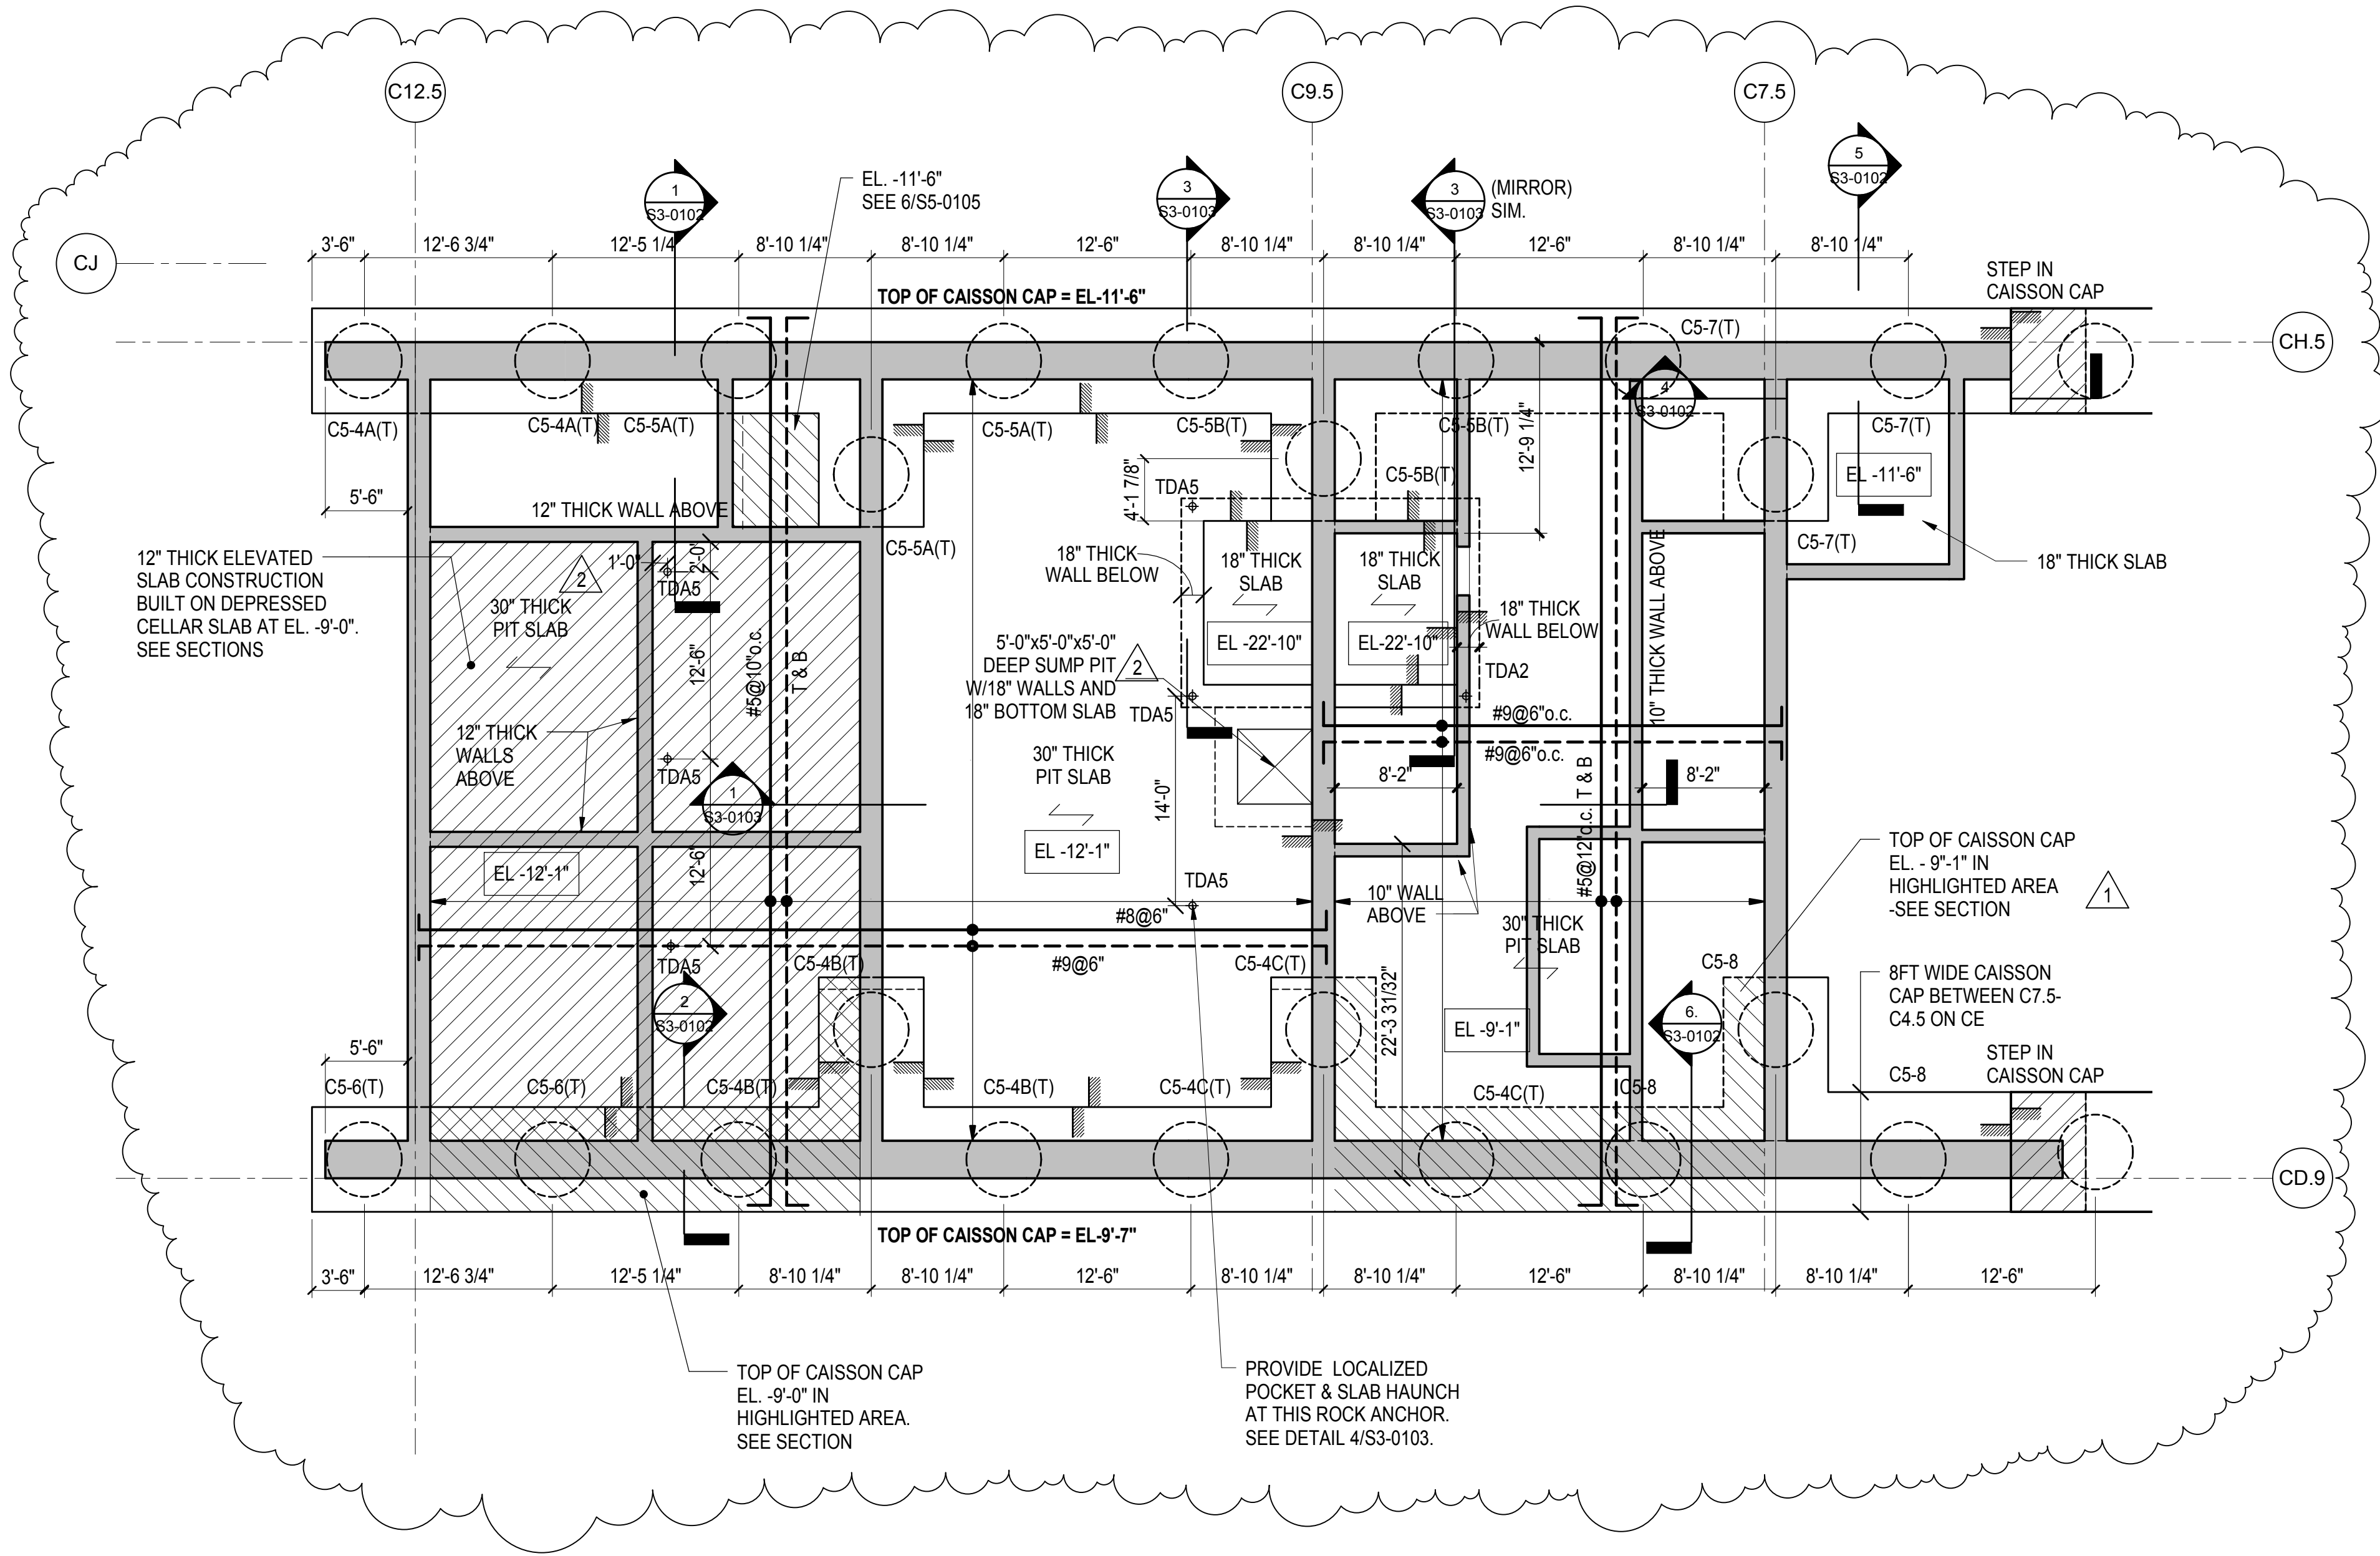 C12.5
C9.5
C7.5
5
S3-0102
1
S3-0102
EL. -11'-6"
SEE 6/S5-0105
3
S3-0103
3
S3-0103
(MIRROR)
SIM.
CJ
3'-6"
12'-6 3/4"
12'-5 1/4"
8'-10 1/4"
8'-10 1/4"
12'-6"
8'-10 1/4"
8'-10 1/4"
12'-6"
8'-10 1/4"
8'-10 1/4"
STEP IN
CAISSON CAP
TOP OF CAISSON CAP = EL-11'-6"
C5-7(T)
CH.5
4
S3-0102
C5-4A(T)
C5-4A(T)
C5-5A(T)
C5-5A(T)
C5-5B(T)
C5-5B(T)
C5-7(T)
12'-9 1/4"
5'-6"
12" THICK WALL ABOVE
4'-1 7/8"
TDA5
C5-5B(T)
EL -11'-6"
C5-5A(T)
C5-7(T)
12" THICK ELEVATED
SLAB CONSTRUCTION
BUILT ON DEPRESSED
CELLAR SLAB AT EL. -9'-0".
SEE SECTIONS
2
30" THICK
PIT SLAB
1'-0"
2'-0"
TDA5
18" THICK
WALL BELOW
18" THICK
SLAB
18" THICK
SLAB
18" THICK SLAB
EL -22'-10"
EL-22'-10"
18" THICK
WALL BELOW
TDA2
10" THICK WALL ABOVE
5'-0"x5'-0"x5'-0"
DEEP SUMP PIT
W/18" WALLS AND
18" BOTTOM SLAB
2
TDA5
12'-6"
#5@10"o.c.
T & B
#9@6"o.c.
#9@6"o.c.
12" THICK
WALLS
ABOVE
TDA5
30" THICK
PIT SLAB
14'-0"
8'-2"
8'-2"
1
S3-0103
#5@12"o.c. T & B
EL -12'-1"
12'-6"
EL -12'-1"
TDA5
10" WALL
ABOVE
TOP OF CAISSON CAP
EL. - 9"-1" IN
HIGHLIGHTED AREA
-SEE SECTION
1
#8@6"
30" THICK
PIT SLAB
TDA5
C5-4B(T)
#9@6"
C5-4C(T)
22'-3 31/32"
C5-8
2
S3-0102
EL -9'-1"
6.
S3-0102
8FT WIDE CAISSON
CAP BETWEEN C7.5-
C4.5 ON CE
5'-6"
C5-6(T)
C5-6(T)
C5-4B(T)
C5-4B(T)
C5-4C(T)
C5-4C(T)
C5-8
C5-8
STEP IN
CAISSON CAP
CD.9
TOP OF CAISSON CAP = EL-9'-7"
3'-6"
12'-6 3/4"
12'-5 1/4"
8'-10 1/4"
8'-10 1/4"
12'-6"
8'-10 1/4"
8'-10 1/4"
12'-6"
8'-10 1/4"
8'-10 1/4"
12'-6"
TOP OF CAISSON CAP
EL. -9'-0" IN
HIGHLIGHTED AREA.
SEE SECTION
PROVIDE LOCALIZED
POCKET & SLAB HAUNCH
AT THIS ROCK ANCHOR.
SEE DETAIL 4/S3-0103.